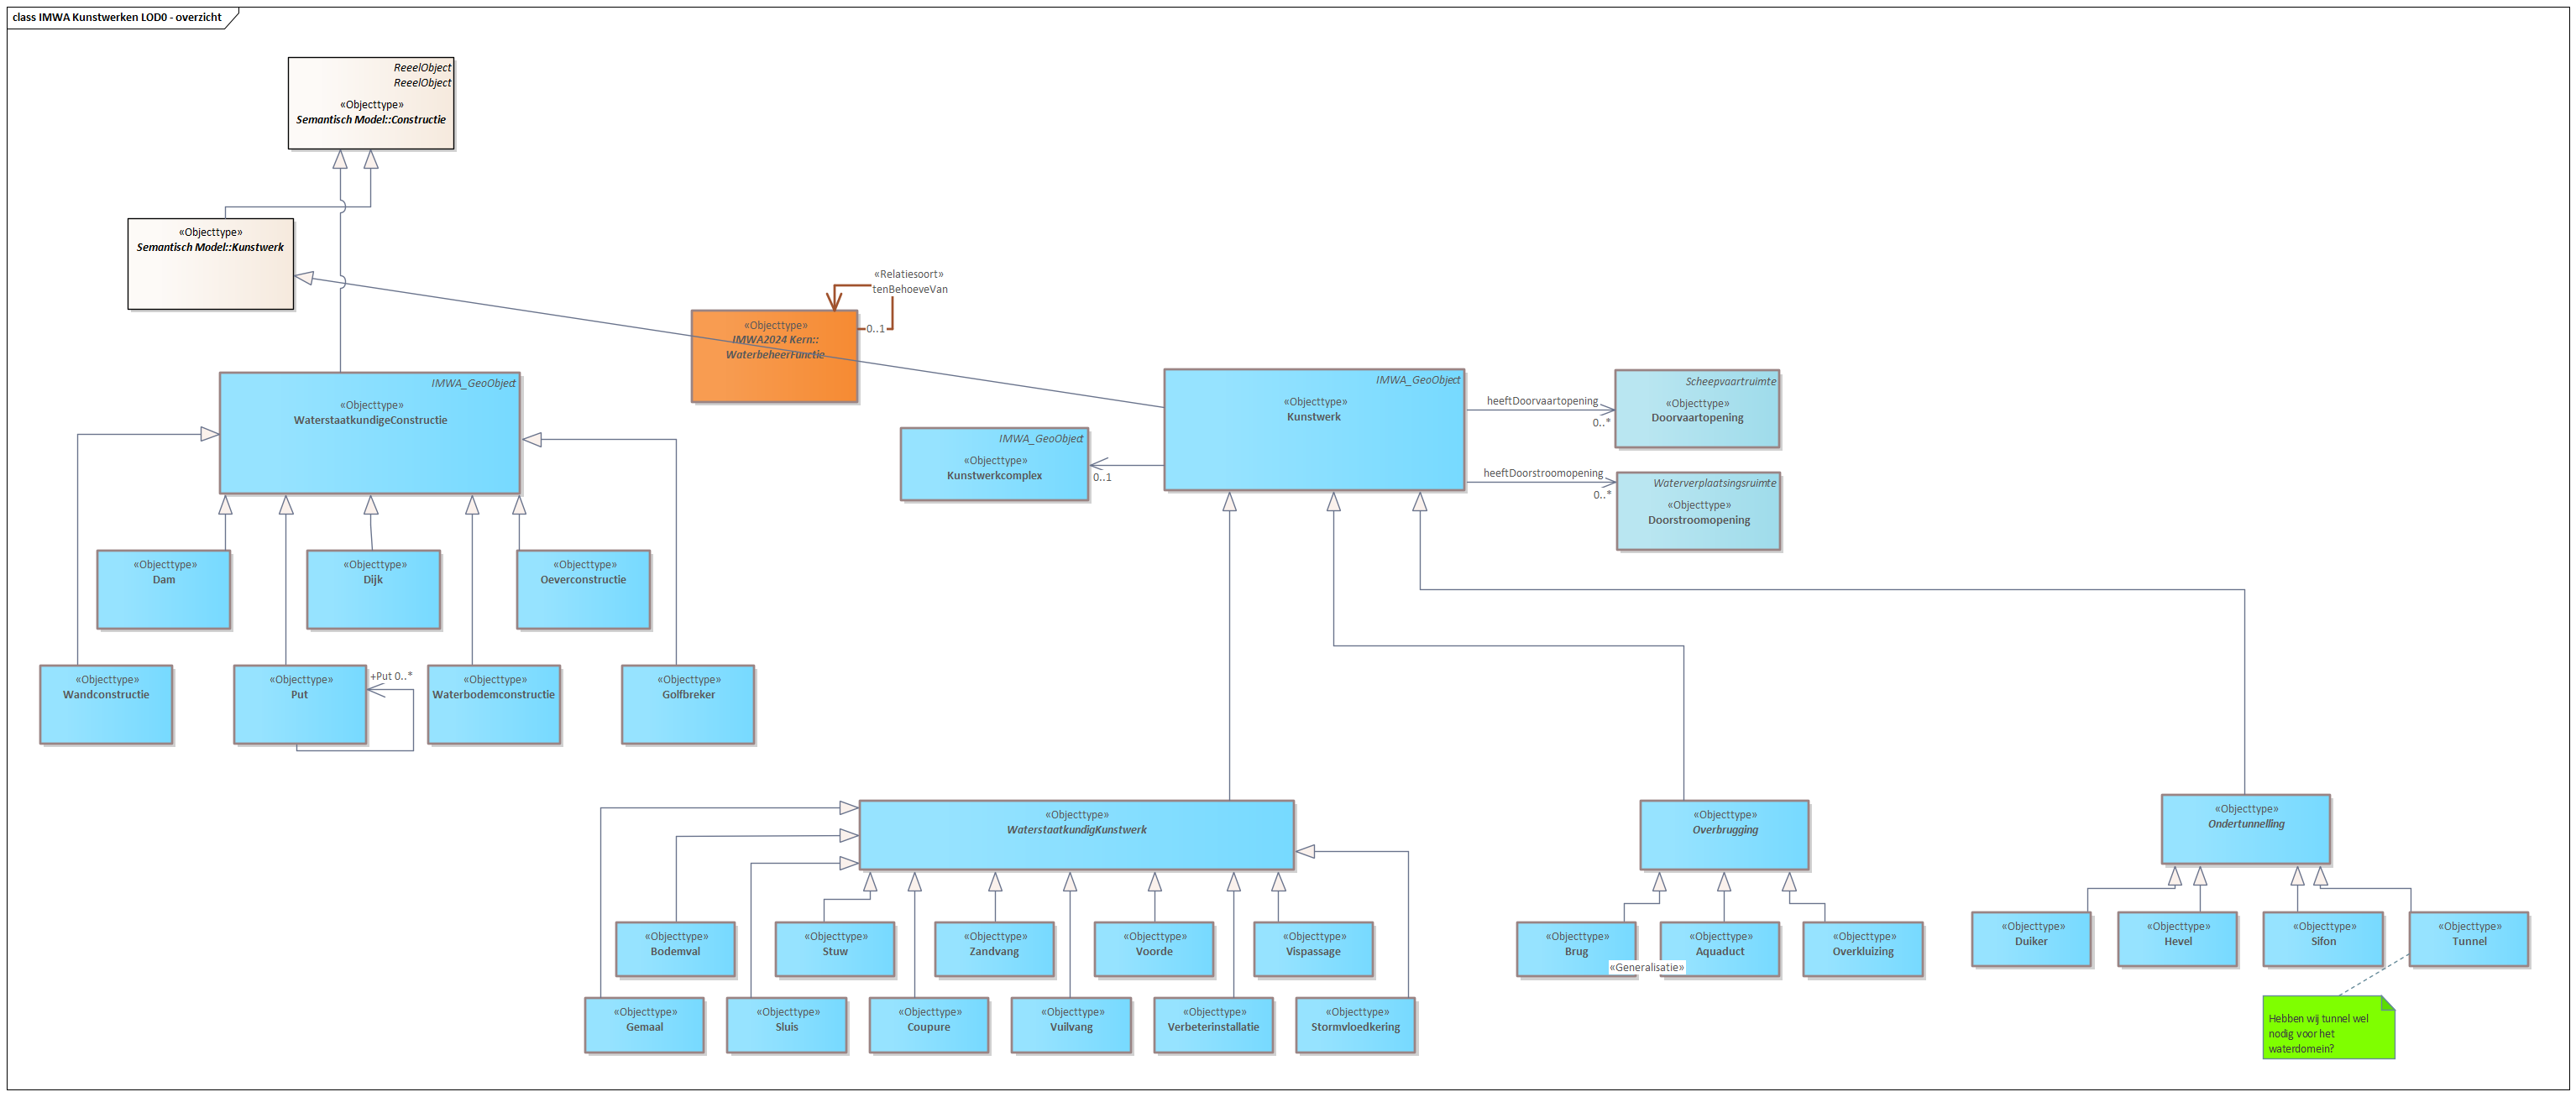 class IMWA Kunstwerken LOD0 - overzicht
ReeelObject
ReeelObject
«Objecttype»
Semantisch Model::Constructie
«Objecttype»
Semantisch Model::Kunstwerk
«Relatiesoort»
tenBehoeveVan
0..1
«Objecttype»
IMWA2024 Kern::
WaterbeheerFunctie
IMWA_GeoObject
«Objecttype»
WaterstaatkundigeConstructie
IMWA_GeoObject
«Objecttype»
Kunstwerk
heeftDoorvaartopening
0..*
Scheepvaartruimte
«Objecttype»
Doorvaartopening
IMWA_GeoObject
«Objecttype»
Kunstwerkcomplex
0..1
heeftDoorstroomopening
0..*
Waterverplaatsingsruimte
«Objecttype»
Doorstroomopening
«Objecttype»
Dam
«Objecttype»
Dijk
«Objecttype»
Oeverconstructie
«Objecttype»
Wandconstructie
«Objecttype»
Put
+Put 0..*
«Objecttype»
Waterbodemconstructie
«Objecttype»
Golfbreker
«Objecttype»
WaterstaatkundigKunstwerk
«Objecttype»
Overbrugging
«Objecttype»
Ondertunnelling
«Objecttype»
Bodemval
«Objecttype»
Stuw
«Objecttype»
Zandvang
«Objecttype»
Voorde
«Objecttype»
Vispassage
«Objecttype»
Brug
«Generalisatie»
«Objecttype»
Aquaduct
«Objecttype»
Overkluizing
«Objecttype»
Duiker
«Objecttype»
Hevel
«Objecttype»
Sifon
«Objecttype»
Tunnel
«Objecttype»
Gemaal
«Objecttype»
Sluis
«Objecttype»
Coupure
«Objecttype»
Vuilvang
«Objecttype»
Verbeterinstallatie
«Objecttype»
Stormvloedkering
Hebben wij tunnel wel
nodig voor het
waterdomein?